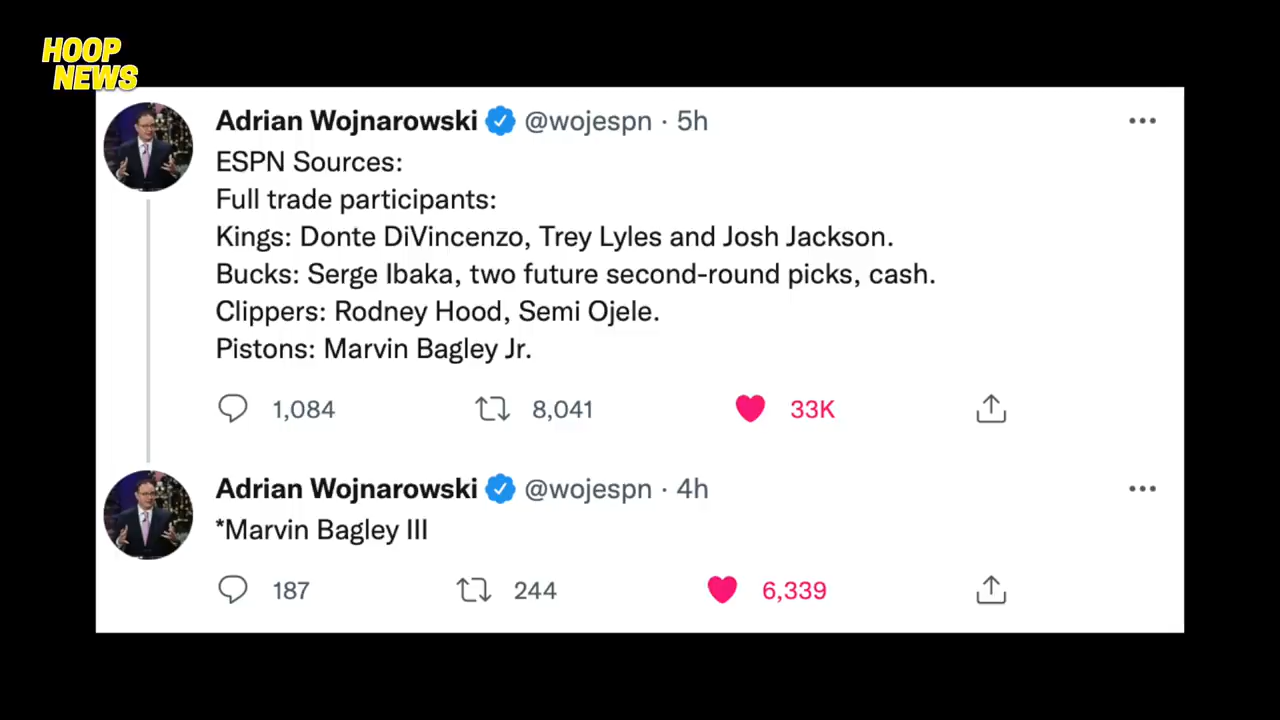 HOOP
NEWS
Adrian Wojnarowski @wojespn · 5h
ESPN Sources:
Full trade participants:
Kings: Donte DiVincenzo, Trey Lyles and Josh Jackson.
Bucks: Serge Ibaka, two future second-round picks, cash.
Clippers: Rodney Hood, Semi Ojele.
Pistons: Marvin Bagley Jr.
1,084 8,041 33K
Adrian Wojnarowski @wojespn · 4h
*Marvin Bagley III
187 244 6,339